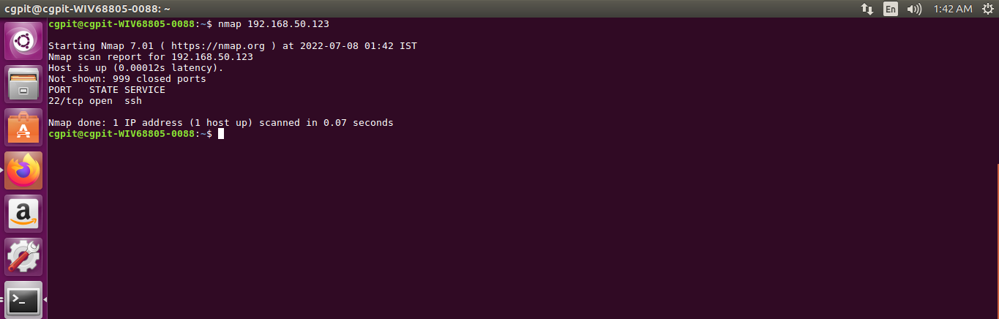 cgpit@cgpit-WIV68805-0088: ~
En
1:42 AM
cgpit@cgpit-WIV68805-0088:~$ nmap 192.168.50.123
Starting Nmap 7.01 ( https://nmap.org ) at 2022-07-08 01:42 IST
Nmap scan report for 192.168.50.123
Host is up (0.00012s latency).
Not shown: 999 closed ports
PORT   STATE SERVICE
22/tcp open  ssh
Nmap done: 1 IP address (1 host up) scanned in 0.07 seconds
cgpit@cgpit-WIV68805-0088:~$
A
a
>_